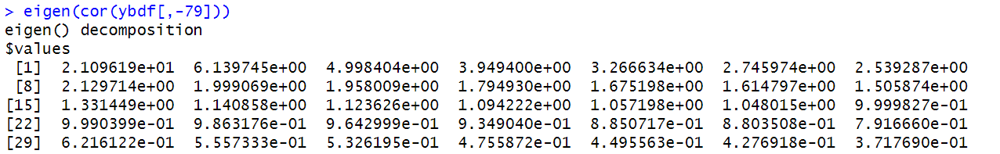 > eigen(cor(ybdf[,-79]))
eigen() decomposition
$values
 [1]  2.109619e+01  6.139745e+00  4.998404e+00  3.949400e+00  3.266634e+00  2.745974e+00  2.539287e+00
 [8]  2.129714e+00  1.999069e+00  1.958009e+00  1.794930e+00  1.675198e+00  1.614797e+00  1.505874e+00
[15]  1.331449e+00  1.140858e+00  1.123626e+00  1.094222e+00  1.057198e+00  1.048015e+00  9.999827e-01
[22]  9.990399e-01  9.863176e-01  9.642999e-01  9.349040e-01  8.850717e-01  8.803508e-01  7.916660e-01
[29]  6.216122e-01  5.557333e-01  5.326195e-01  4.755872e-01  4.495563e-01  4.276918e-01  3.717690e-01